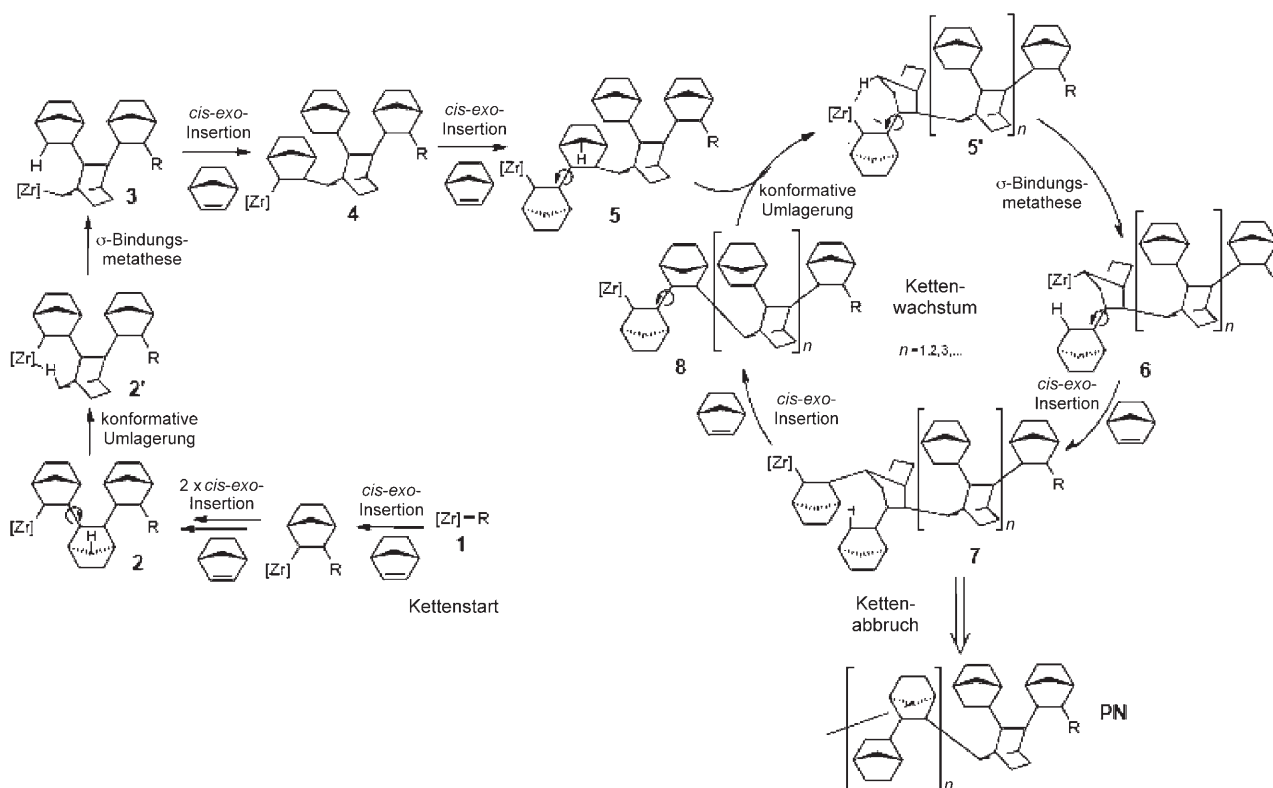 H
[Zr]
R
3
cis-exo-
Insertion
R
[Zr]
4
cis-exo-
Insertion
H
[Zr]
R
5
konformative
Umlagerung
H
[Zr]
n
R
5'
σ-Bindungs-
metathese
σ-Bindungs-
metathese
[Zr]
H
n
6
[Zr]
H
R
2'
[Zr]
n
R
8
Ketten-
wachstum
n =1,2,3,...
cis-exo-
Insertion
cis-exo-
Insertion
konformative
Umlagerung
[Zr]
H
R
2
2 x cis-exo-
Insertion
[Zr]
R
cis-exo-
Insertion
[Zr]–R
1
Kettenstart
[Zr]
H
n
R
7
Ketten-
abbruch
n
R
PN